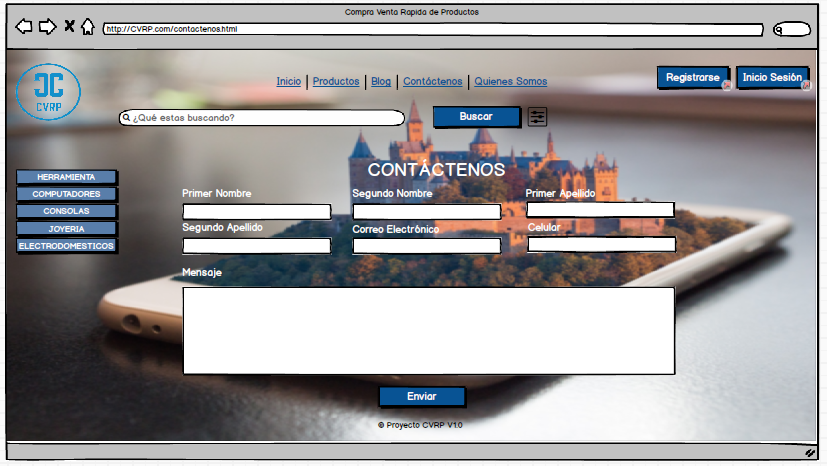 Compra Venta Rapida de Productos
http://CVRP.com/contactenos.html
CVRP
Inicio | Productos | Blog | Contáctenos | Quienes Somos
Registrarse
Inicio Sesión
¿Qué estas buscando?
Buscar
CONTÁCTENOS
HERRAMIENTA
COMPUTADORES
CONSOLAS
JOYERIA
ELECTRODOMESTICOS
Primer Nombre
Segundo Nombre
Primer Apellido
Segundo Apellido
Correo Electrónico
Celular
Mensaje
Enviar
© Proyecto CVRP V1.0